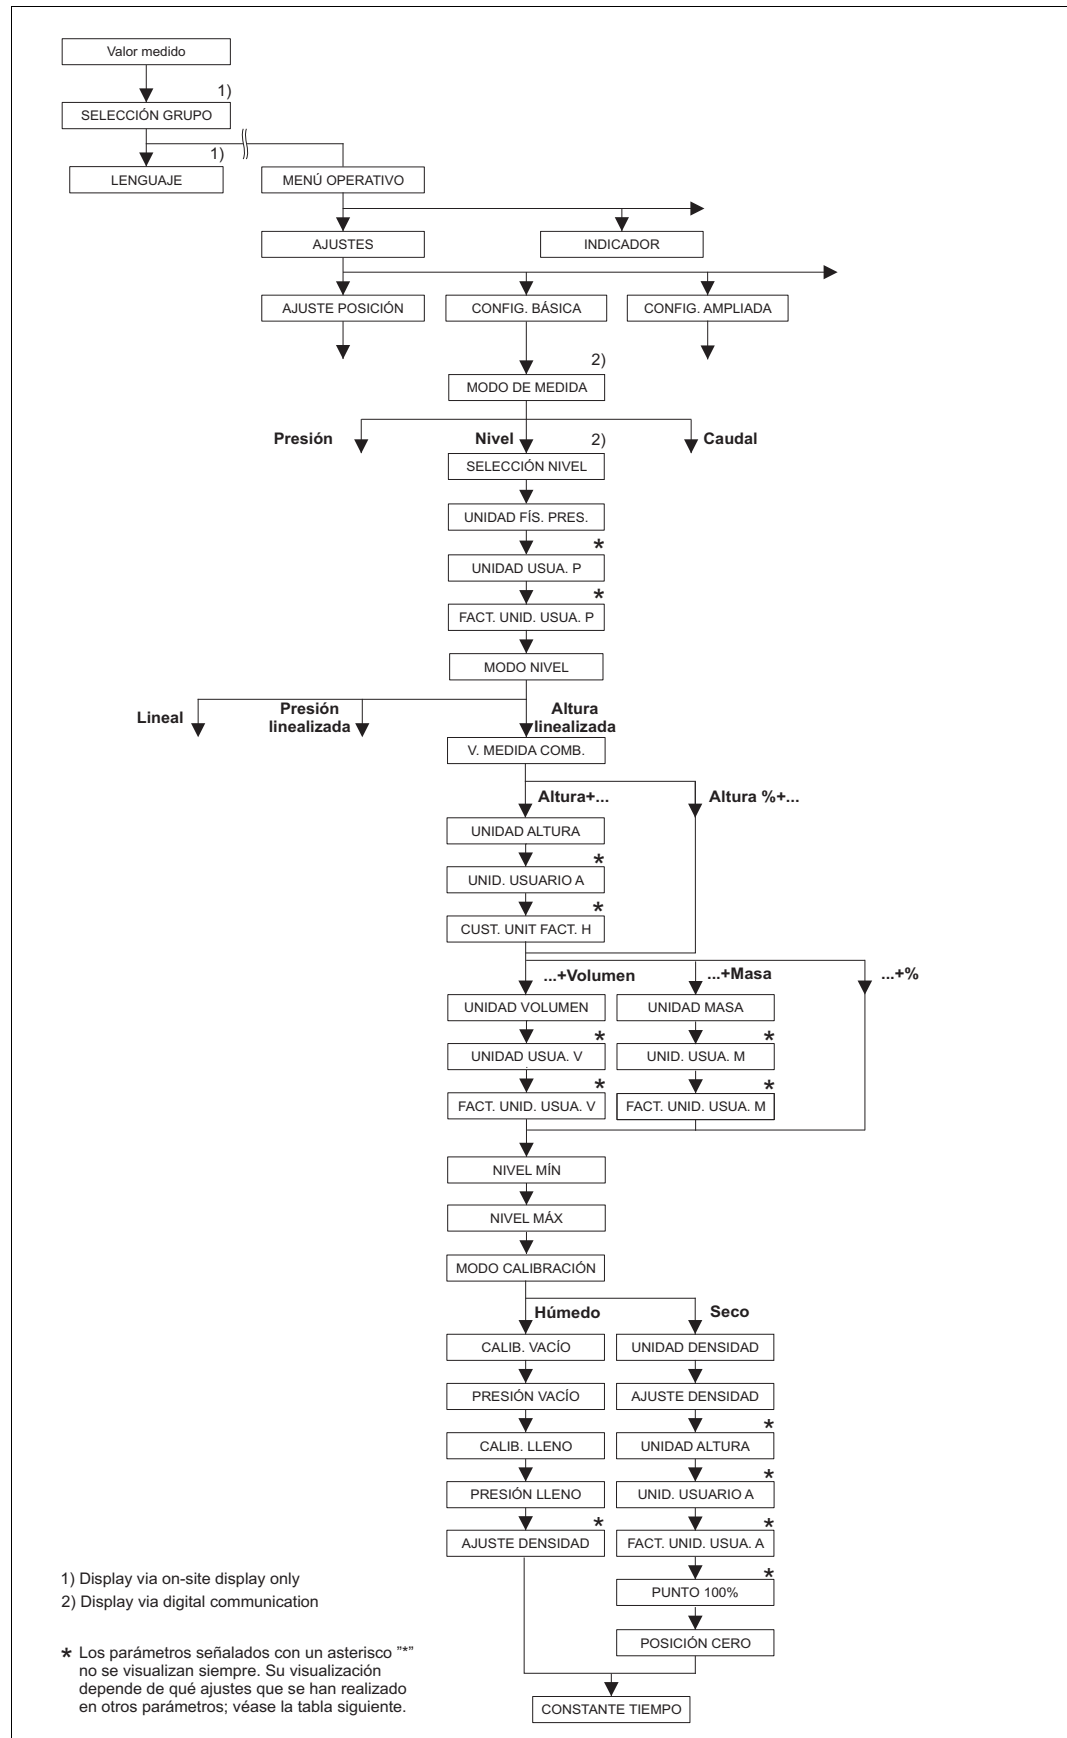 Valor medido
1)
SELECCIÓN GRUPO
1)
LENGUAJE
MENÚ OPERATIVO
AJUSTES
INDICADOR
AJUSTE POSICIÓN
CONFIG. BÁSICA
CONFIG. AMPLIADA
2)
MODO DE MEDIDA
Presión
Nivel
2)
Caudal
SELECCIÓN NIVEL
UNIDAD FÍS. PRES.
*
UNIDAD USUA. P
*
FACT. UNID. USUA. P
MODO NIVEL
Lineal
Presión
linealizada
Altura
linealizada
V. MEDIDA COMB.
Altura+...
Altura %+...
UNIDAD ALTURA
*
UNID. USUARIO A
*
CUST. UNIT FACT. H
...+Volumen
...+Masa
...+%
UNIDAD VOLUMEN
UNIDAD MASA
*
*
UNIDAD USUA. V
UNID. USUA. M
*
*
FACT. UNID. USUA. V
FACT. UNID. USUA. M
NIVEL MÍN
NIVEL MÁX
MODO CALIBRACIÓN
Húmedo
Seco
CALIB. VACÍO
UNIDAD DENSIDAD
PRESIÓN VACÍO
AJUSTE DENSIDAD
*
CALIB. LLENO
UNIDAD ALTURA
*
PRESIÓN LLENO
UNID. USUARIO A
*
*
AJUSTE DENSIDAD
FACT. UNID. USUA. A
*
PUNTO 100%
POSICIÓN CERO
CONSTANTE TIEMPO
1) Display via on-site display only
2) Display via digital communication
* Los parámetros señalados con un asterisco "*"
no se visualizan siempre. Su visualización
depende de qué ajustes que se han realizado
en otros parámetros; véase la tabla siguiente.